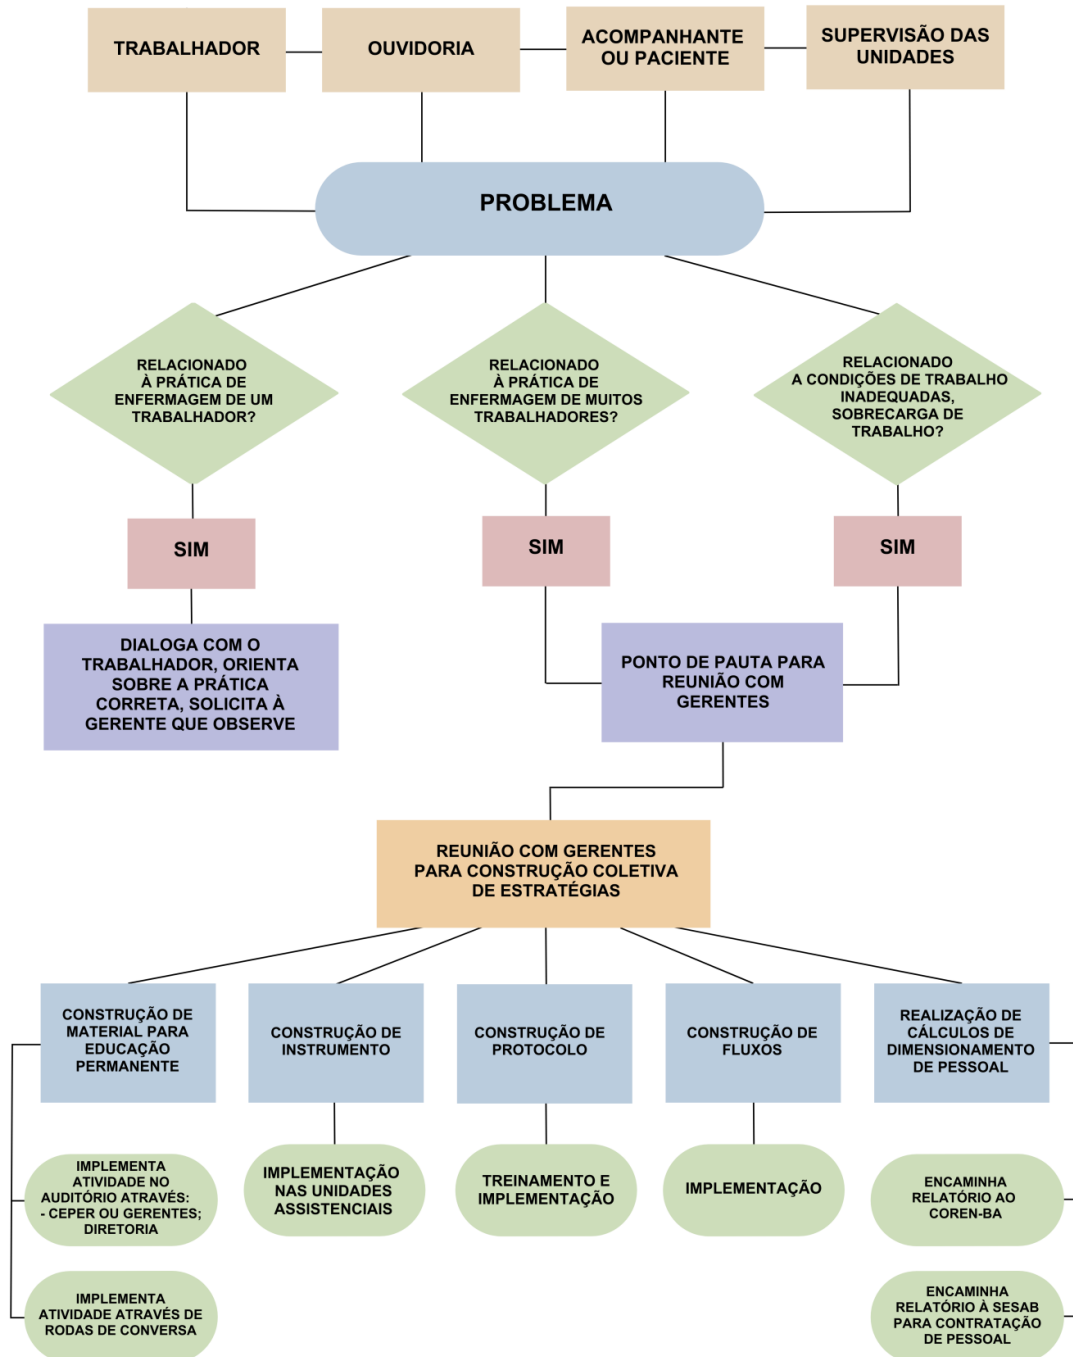 TRABALHADOR
OUVIDORIA
ACOMPANHANTE
OU PACIENTE
SUPERVISÃO DAS
UNIDADES
PROBLEMA
RELACIONADO
À PRÁTICA DE
ENFERMAGEM DE UM
TRABALHADOR?
RELACIONADO
À PRÁTICA DE
ENFERMAGEM DE MUITOS
TRABALHADORES?
RELACIONADO
A CONDIÇÕES DE TRABALHO
INADEQUADAS,
SOBRECARGA DE
TRABALHO?
SIM
SIM
SIM
DIALOGA COM O
TRABALHADOR, ORIENTA
SOBRE A PRÁTICA
CORRETA, SOLICITA À
GERENTE QUE OBSERVE
PONTO DE PAUTA PARA
REUNIÃO COM
GERENTES
REUNIÃO COM GERENTES
PARA CONSTRUÇÃO COLETIVA
DE ESTRATÉGIAS
CONSTRUÇÃO DE
MATERIAL PARA
EDUCAÇÃO
PERMANENTE
CONSTRUÇÃO DE
INSTRUMENTO
CONSTRUÇÃO DE
PROTOCOLO
CONSTRUÇÃO DE
FLUXOS
REALIZAÇÃO DE
CÁLCULOS DE
DIMENSIONAMENTO
DE PESSOAL
IMPLEMENTA
ATIVIDADE NO
AUDITÓRIO ATRAVÉS:
- CEPER OU GERENTES;
DIRETORIA
IMPLEMENTAÇÃO
NAS UNIDADES
ASSISTENCIAIS
TREINAMENTO E
IMPLEMENTAÇÃO
IMPLEMENTAÇÃO
ENCAMINHA
RELATÓRIO AO
COREN-BA
IMPLEMENTA
ATIVIDADE ATRAVÉS DE
RODAS DE CONVERSA
ENCAMINHA
RELATÓRIO À SESAB
PARA CONTRATAÇÃO
DE PESSOAL